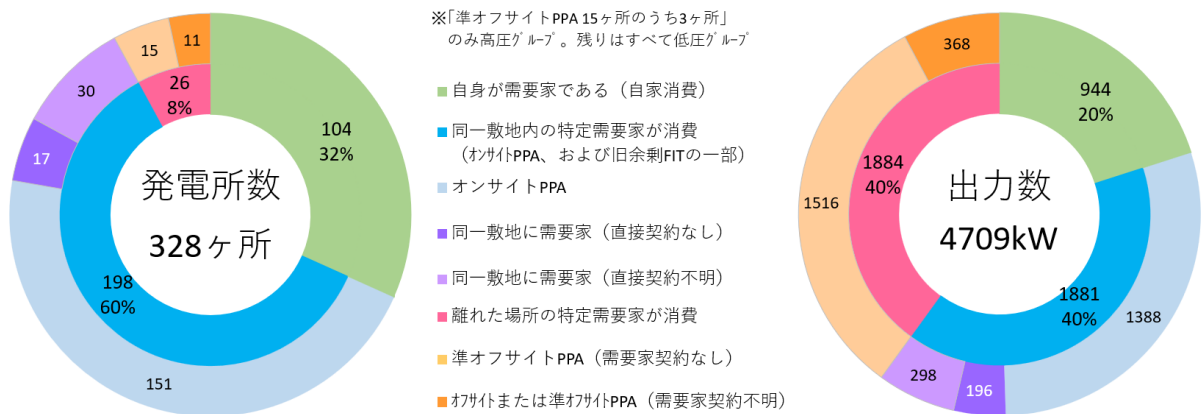 15
11
30
26
8%
17
104
32%
発電所数
328ヶ所
198
60%
151
※「準オフサイトPPA 15ヶ所のうち3ヶ所」
のみ高圧ｸﾞﾙｰﾌﾟ。残りはすべて低圧ｸﾞﾙｰﾌﾟ
自身が需要家である（自家消費）
同一敷地内の特定需要家が消費
（ｵﾝｻｲﾄPPA、および旧余剰FITの一部）
オンサイトPPA
同一敷地に需要家（直接契約なし）
同一敷地に需要家（直接契約不明）
離れた場所の特定需要家が消費
準オフサイトPPA（需要家契約なし）
ｵﾌｻｲﾄまたは準ｵﾌｻｲﾄPPA（需要家契約不明）
368
944
20%
1884
40%
1516
出力数
4709kW
1881
40%
1388
298
196